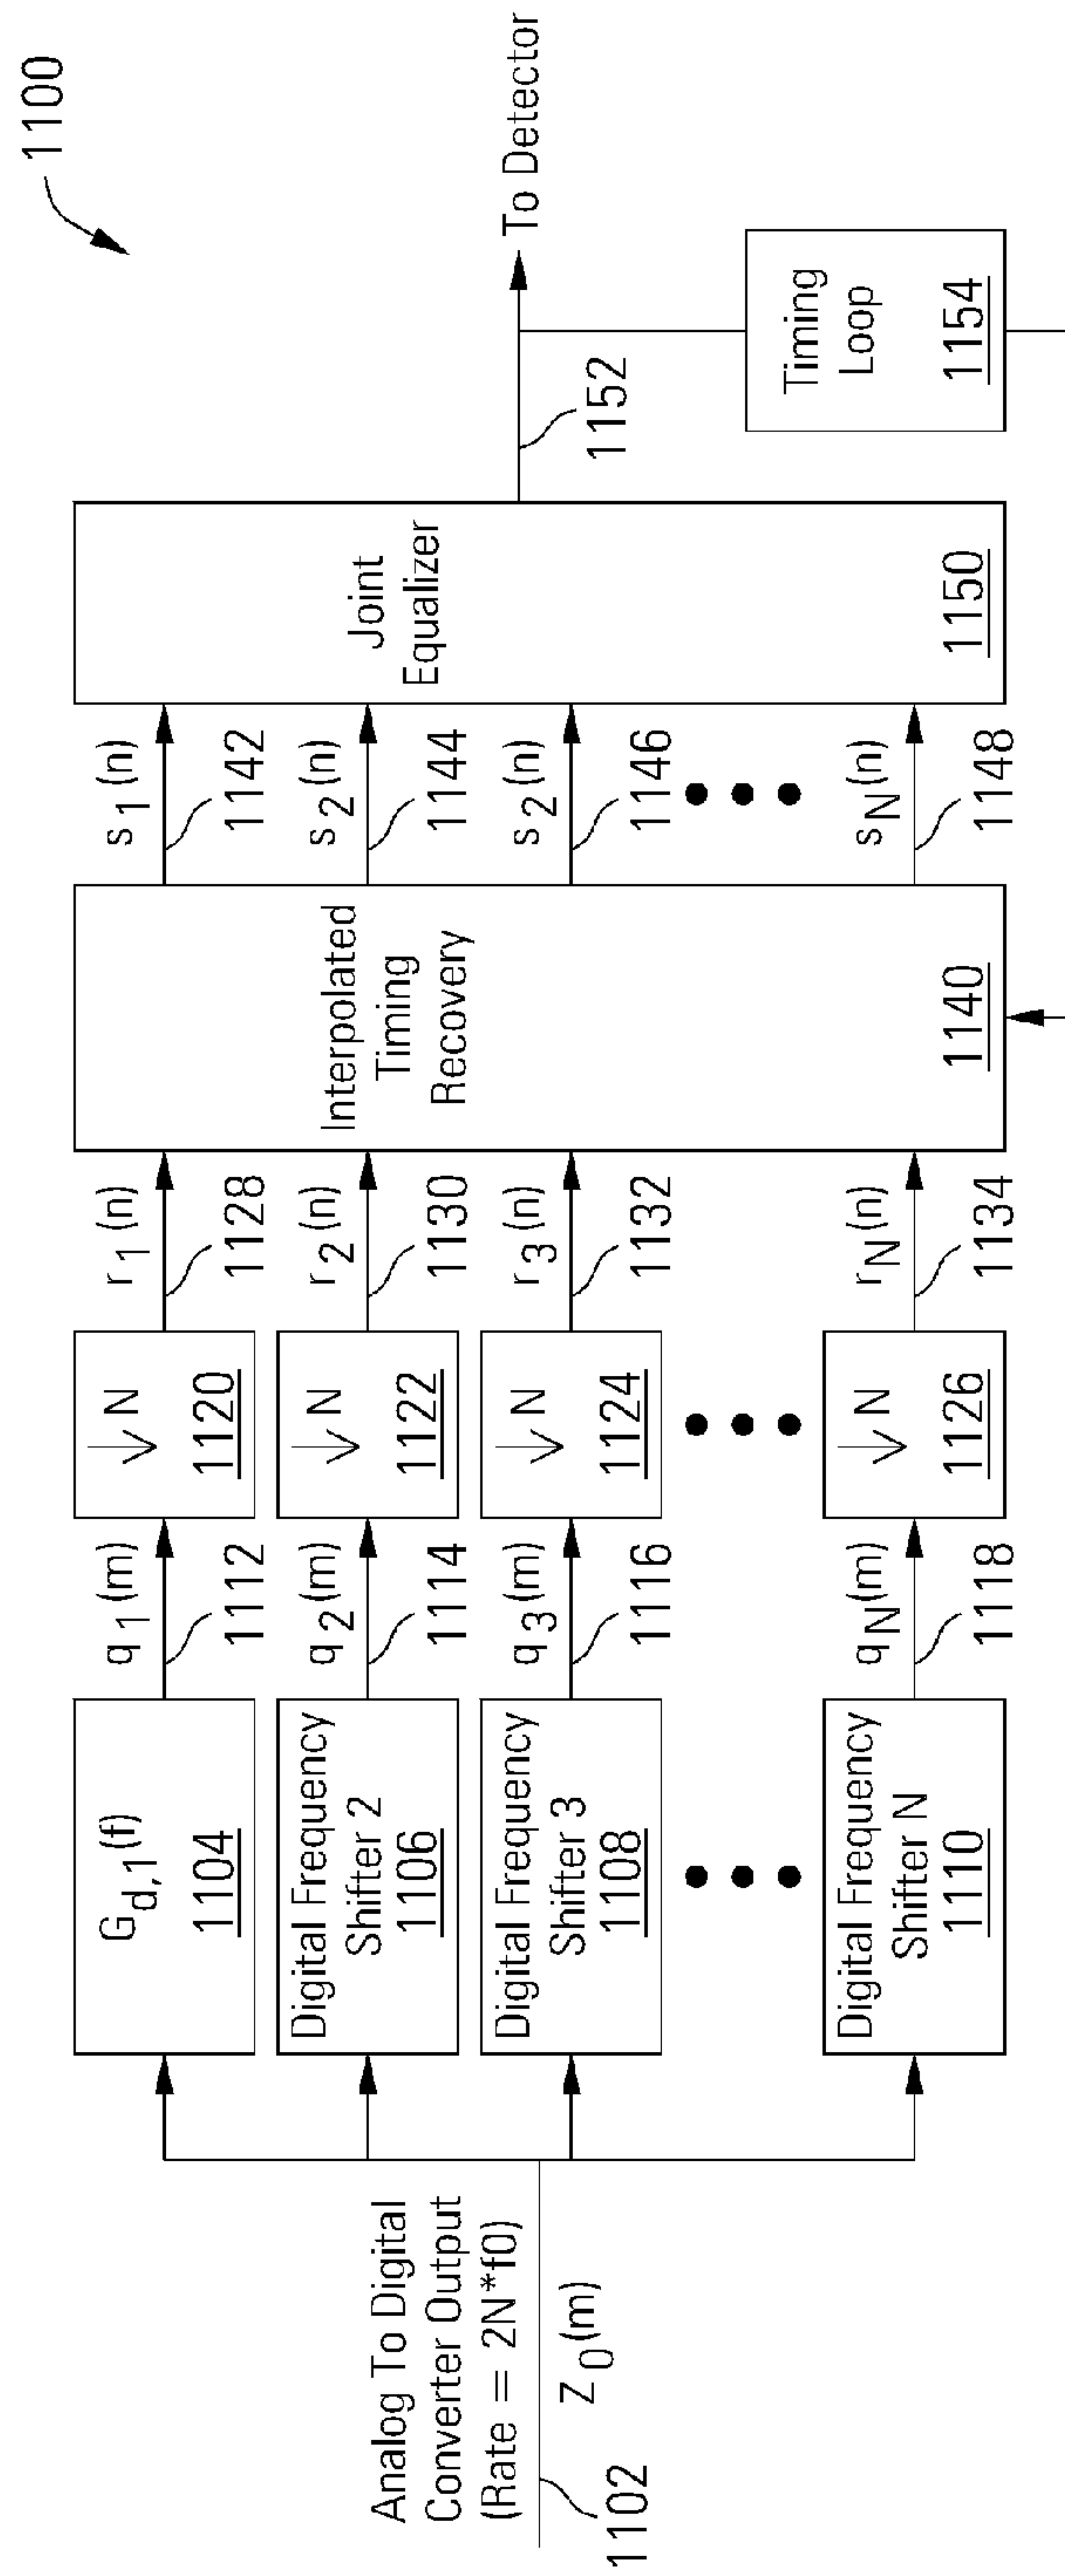 1100
Analog To Digital
Converter Output
(Rate = 2N*f0)
Z0(m)
1102
Gd,1(f)
1104
q1(m)
1112
↓ N
1120
r1(n)
1128
Digital Frequency
Shifter 2
1106
q2(m)
1114
↓ N
1122
r2(n)
1130
Digital Frequency
Shifter 3
1108
q3(m)
1116
↓ N
1124
r3(n)
1132
Digital Frequency
Shifter N
1110
qN(m)
1118
↓ N
1126
rN(n)
1134
Interpolated
Timing
Recovery
1140
s1(n)
1142
s2(n)
1144
s2(n)
1146
sN(n)
1148
Joint
Equalizer
1150
To Detector
1152
Timing
Loop
1154